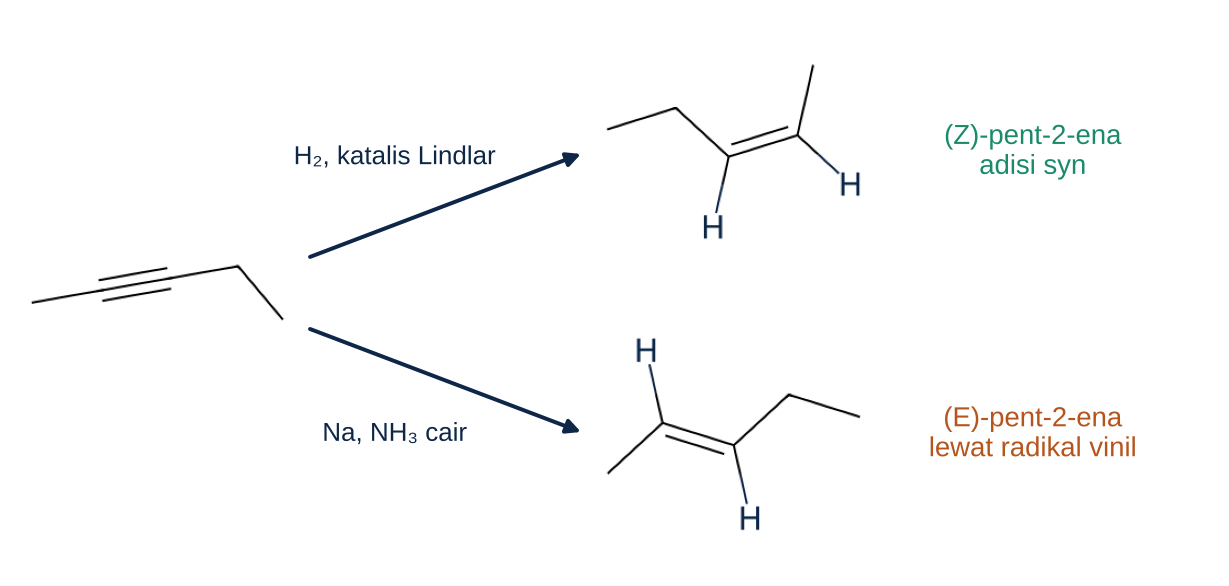 H₂, katalis Lindlar
H
H
(Z)-pent-2-ena
adisi syn
Na, NH₃ cair
H
H
(E)-pent-2-ena
lewat radikal vinil